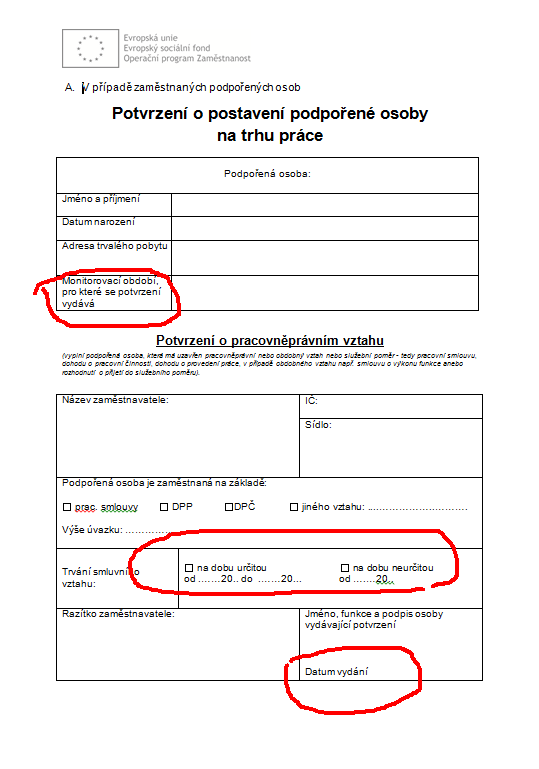 Evropská unie
Evropský sociální fond
Operační program Zaměstnanost
A. V případě zaměstnaných podpořených osob
Potvrzení o postavení podpořené osoby
na trhu práce
Podpořená osoba:
Jméno a příjmení
Datum narození
Adresa trvalého pobytu
Monitorovací období,
pro které se potvrzení
vydává
Potvrzení o pracovněprávním vztahu
(vyplní podpořená osoba, která má uzavřen pracovněprávní nebo obdobný vztah nebo služební poměr - tedy pracovní smlouvu,
dohodu o pracovní činnosti, dohodu o provedení práce, v případě obdobného vztahu např. smlouvu o výkonu funkce anebo
rozhodnutí o přijetí do služebního poměru).
Název zaměstnavatele:
IČ:
Sídlo:
Podpořená osoba je zaměstnaná na základě:
prac. smlouvy DPP DPČ jiného vztahu: ................................
Výše úvazku: ...............
Trvání smluvního
vztahu:
na dobu určitou
od ........20.. do ........20...
na dobu neurčitou
od ........20...
Razítko zaměstnavatele:
Jméno, funkce a podpis osoby
vydávající potvrzení
Datum vydání